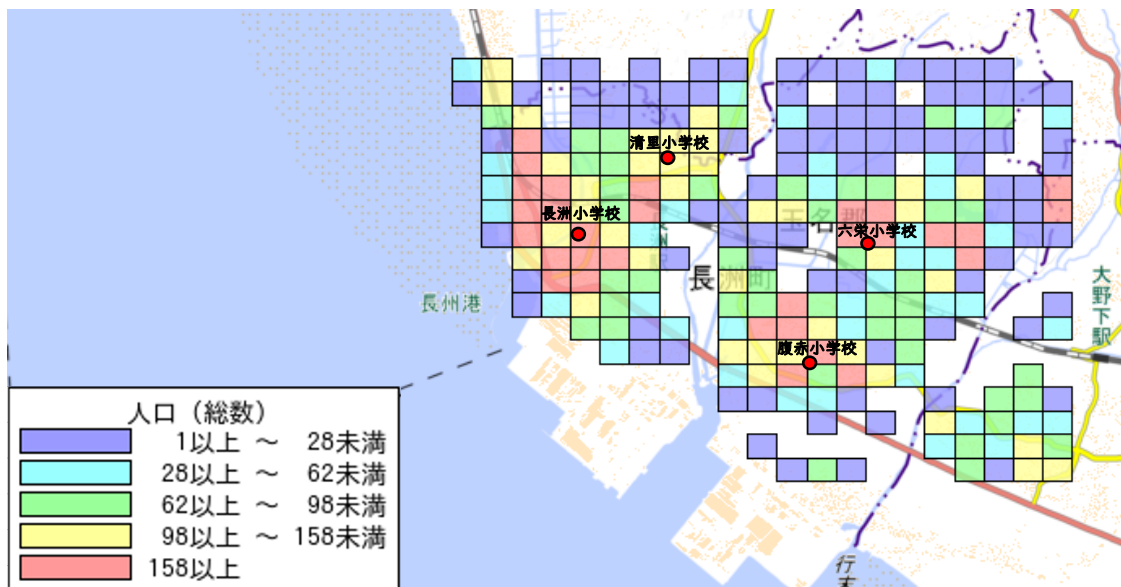 清里小学校
長洲小学校
玉名郡
六栄小学校
長洲町
大野下駅
長州港
腹赤小学校
人口（総数）
1以上 ～ 28未満
28以上 ～ 62未満
62以上 ～ 98未満
98以上 ～ 158未満
158以上
行末